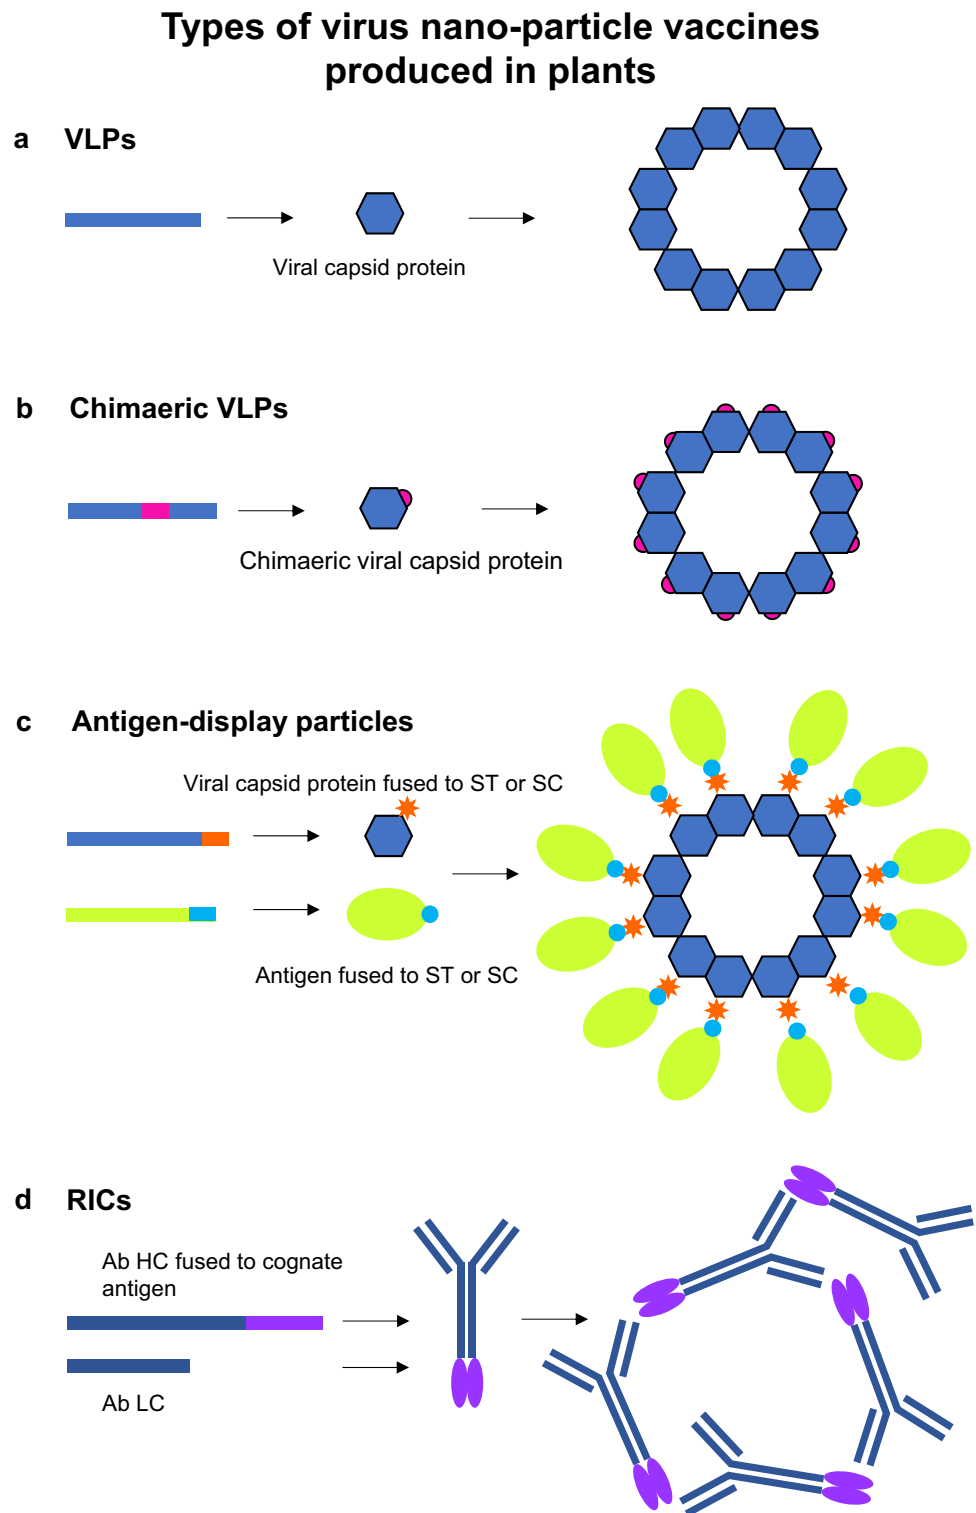 Types of virus nano-particle vaccines
produced in plants
a VLPs
Viral capsid protein
b Chimaeric VLPs
Chimaeric viral capsid protein
c Antigen-display particles
Viral capsid protein fused to ST or SC
Antigen fused to ST or SC
d RICs
Ab HC fused to cognate
antigen
Ab LC